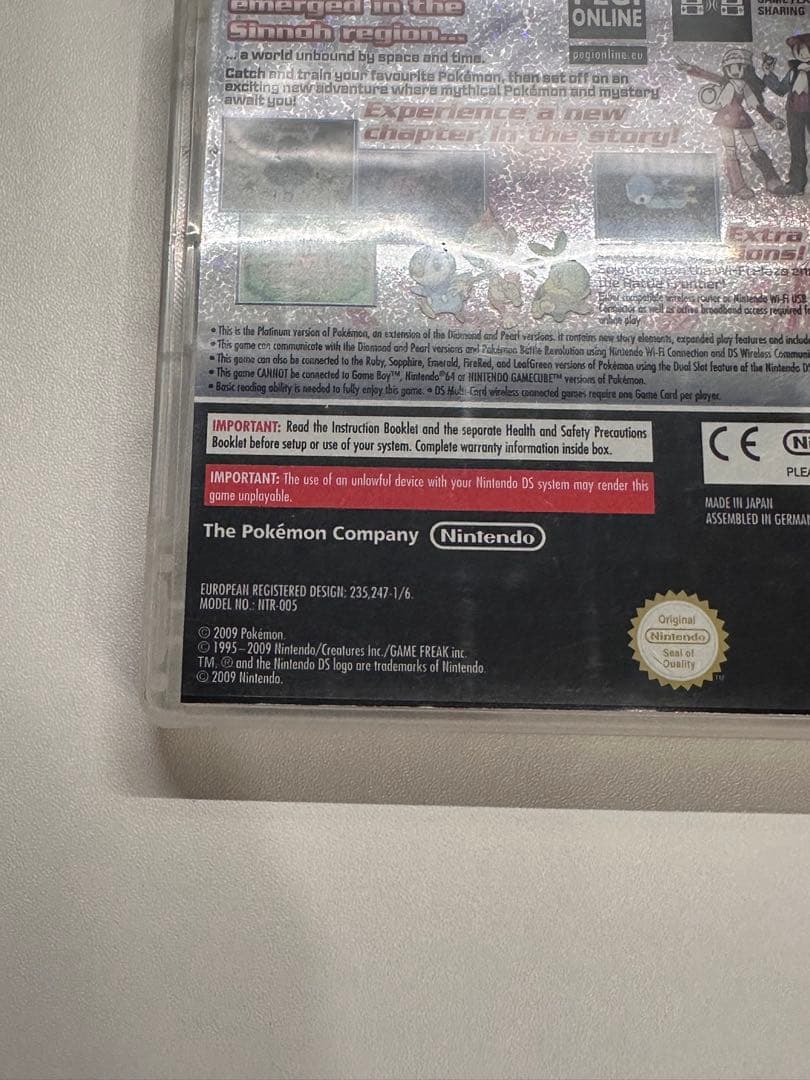 emerged in the
Sinnoh region...
ONLINE
pegionline.eu
SHARING
... a world unbound by space and time.
Catch and train your favourite Pokémon, then set off on an
exciting new adventure where mythical Pokémon and mystery
await you!
Experience a new
chapter in the story!
Extra
the Battle Frontier!
• This is the Platinum version of Pokémon, an extension of the Diamond and Pearl versions. It contains new story elements, expanded play features and
• This game can communicate with the Diamond and Pearl versions and Pokémon Battle Revolution using Nintendo Wi-Fi Connection and DS Wireless
• This game can also be connected to the Ruby, Sapphire, Emerald, FireRed, and LeafGreen versions of Pokémon using the Dual Slot feature of the Nintendo
• This game CANNOT be connected to Game Boy™, Nintendo®64 or NINTENDO GAMECUBE™ versions of Pokémon.
• Basic reading ability is needed to fully enjoy this game. • DS Multi-Card wireless connected games require one Game Card per player.
IMPORTANT: Read the Instruction Booklet and the separate Health and Safety Precautions
Booklet before setup or use of your system. Complete warranty information inside box.
IMPORTANT: The use of an unlawful device with your Nintendo DS system may render this
game unplayable.
CE
MADE IN JAPAN
ASSEMBLED IN
The Pokémon Company Nintendo
EUROPEAN REGISTERED DESIGN: 235,247-1/6.
MODEL NO.: NTR-005
© 2009 Pokémon.
© 1995–2009 Nintendo/Creatures Inc./GAME FREAK inc.
TM, ® and the Nintendo DS logo are trademarks of Nintendo.
© 2009 Nintendo.
Original
Nintendo
Seal of
Quality
TM